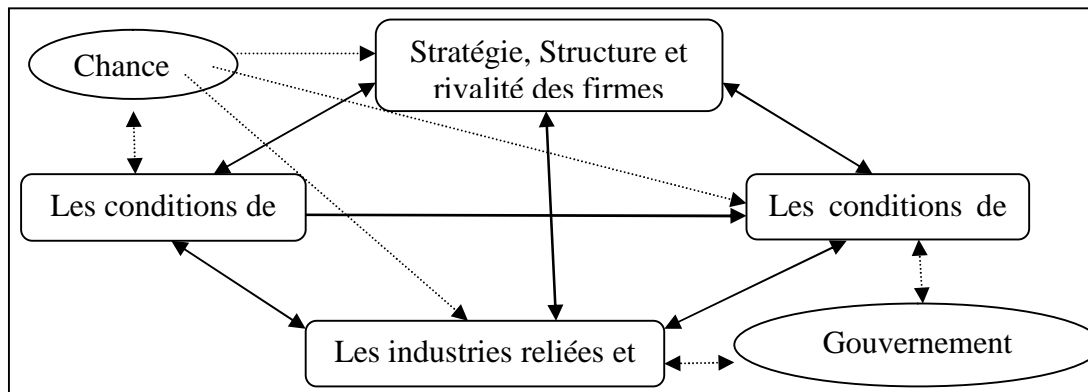 Chance
Stratégie, Structure et
rivalité des firmes
Les conditions de
Les conditions de
Les industries reliées et
Gouvernement